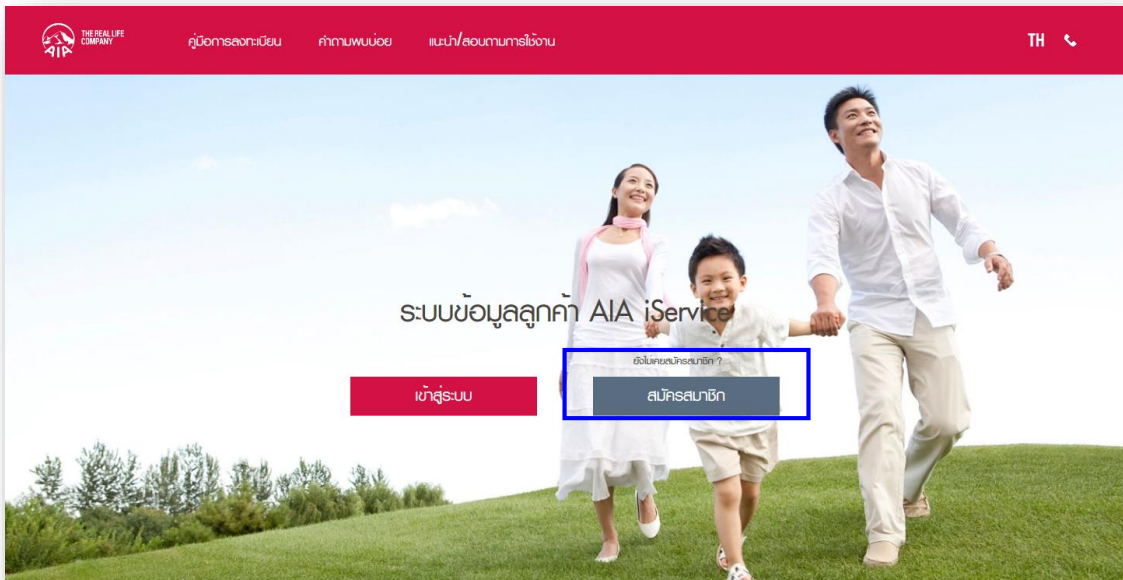 THE REAL LIFE
COMPANY
AIA
คู่มือการลงทะเบียน
คำถามพบบ่อย
แนะนำ/สอบถามการใช้งาน
TH
ระบบข้อมูลลูกค้า AIA iService
ยังไม่เคยสมัครสมาชิก ?
เข้าสู่ระบบ
สมัครสมาชิก